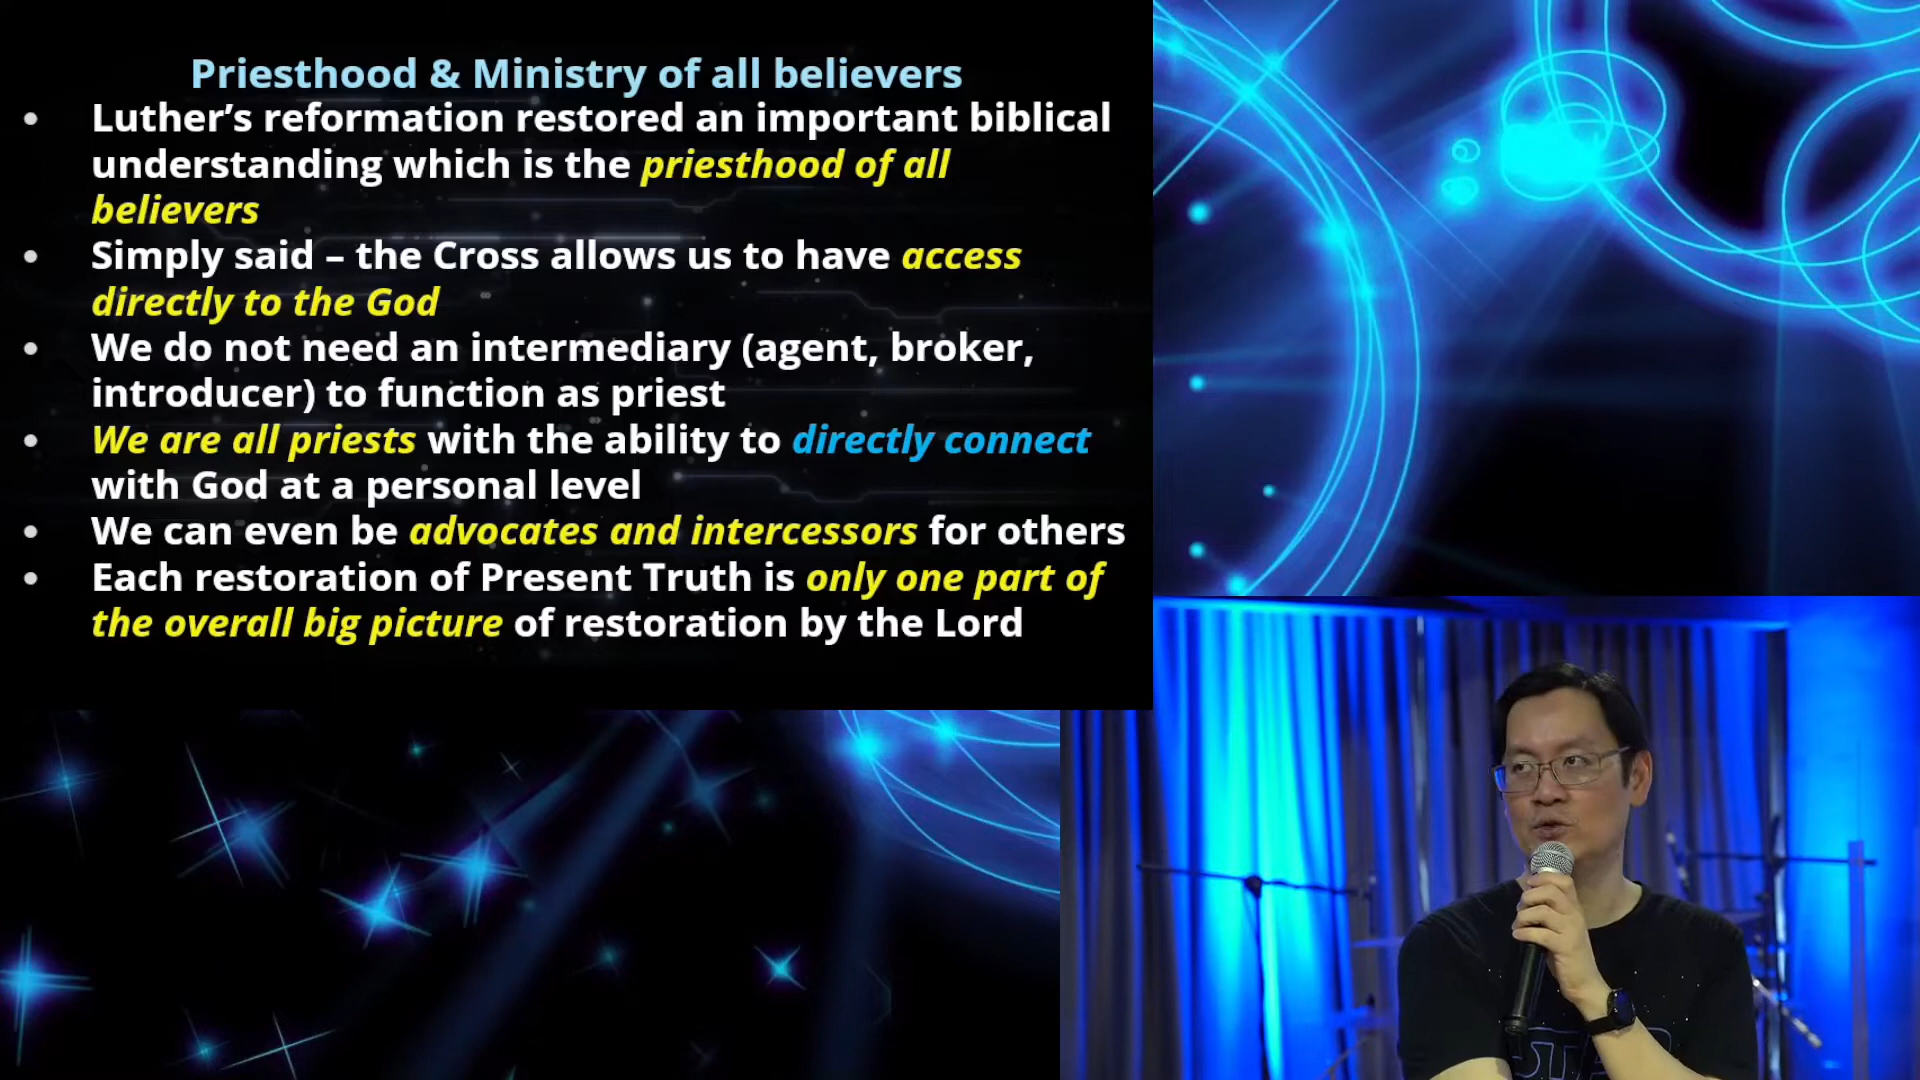 Priesthood & Ministry of all believers
• Luther’s reformation restored an important biblical
understanding which is the priesthood of all
believers
• Simply said – the Cross allows us to have access
directly to the God
• We do not need an intermediary (agent, broker,
introducer) to function as priest
• We are all priests with the ability to directly connect
with God at a personal level
• We can even be advocates and intercessors for others
• Each restoration of Present Truth is only one part of
the overall big picture of restoration by the Lord